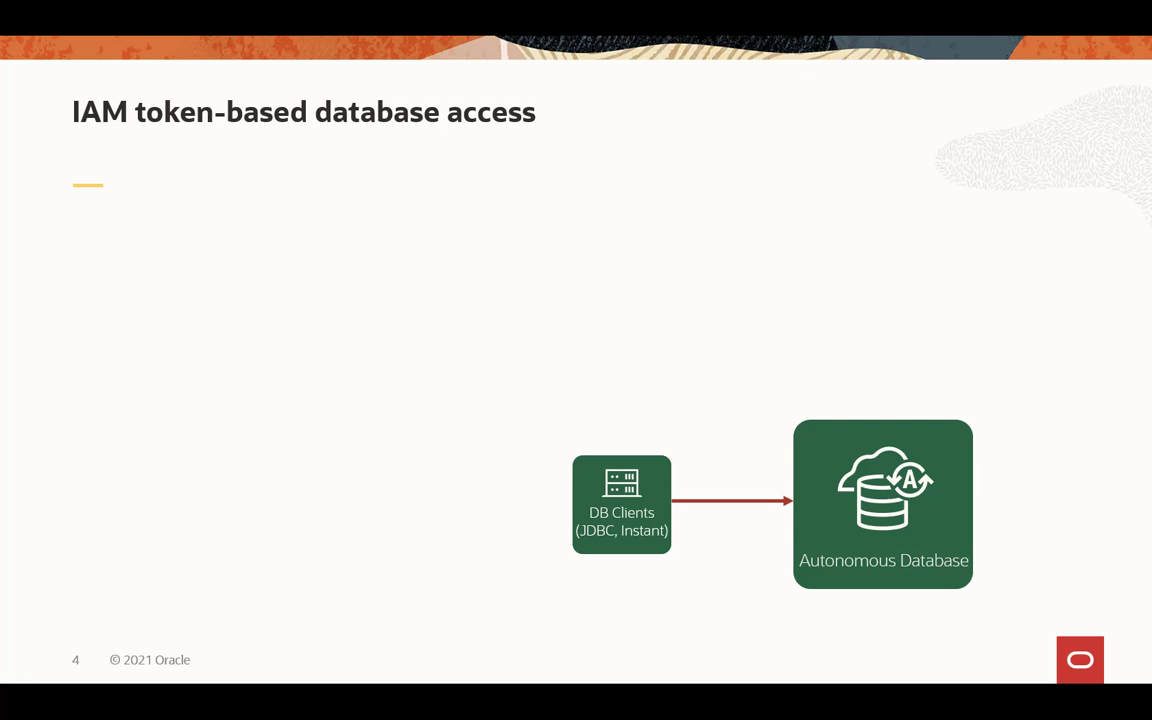 IAM token-based database access
DB Clients
(JDBC, Instant)
A
Autonomous Database
4 © 2021 Oracle